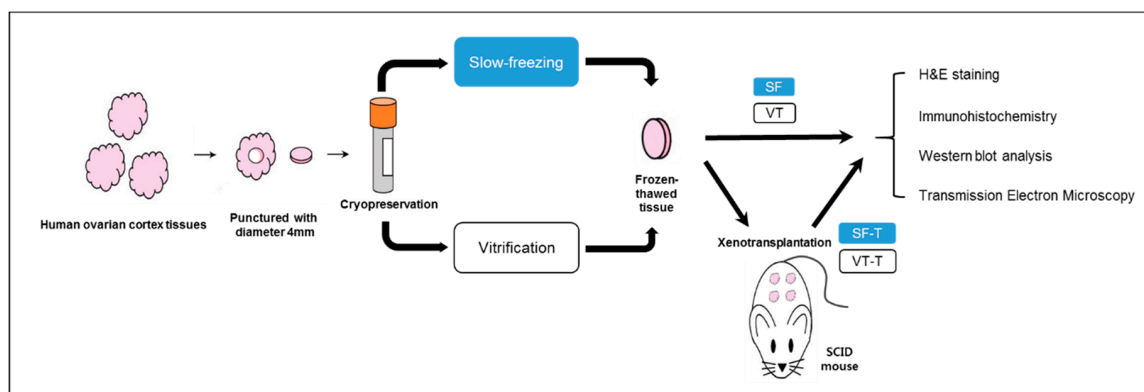 Slow-freezing
H&E staining
SF
VT
Immunohistochemistry
Western blot analysis
Frozen-
thawed
tissue
Cryopreservation
Transmission Electron Microscopy
Human ovarian cortex tissues
Punctured with
diameter 4mm
Vitrification
Xenotransplantation
SF-T
VT-T
SCID
mouse